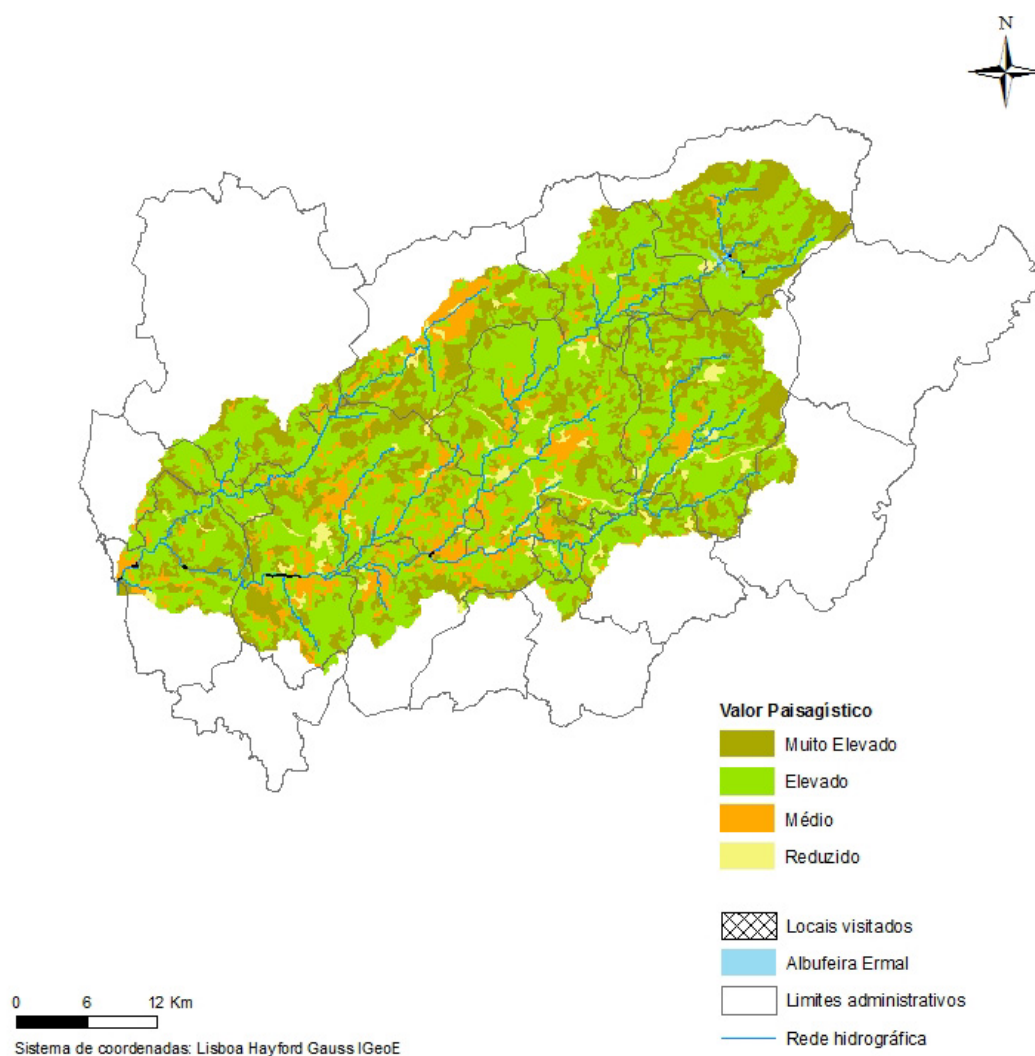 N
Valor Paisagístico
Muito Elevado
Elevado
Médio
Reduzido
Locais visitados
Albufeira Ermal
Limites administrativos
Rede hidrográfica
0 6 12 Km
Sistema de coordenadas: Lisboa Hayford Gauss IGeoE